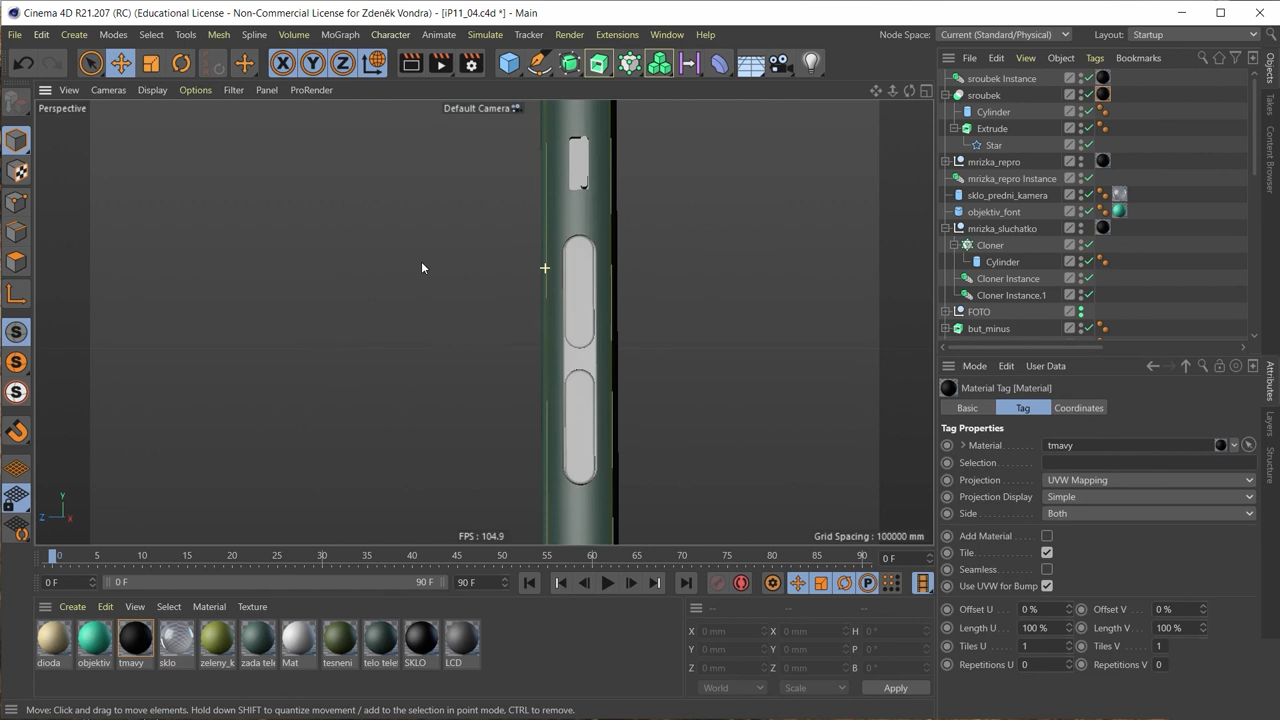 Cinema 4D R21.207 (RC) (Educational License - Non-Commercial License for Zdeněk Vondra) - [iP11_04.c4d *] - Main
File Edit Create Modes Select Tools Mesh Spline Volume MoGraph Character Animate Simulate Tracker Render Extensions Window Help Node Space: Current (Standard/Physical) Layout: Startup
File Edit View Object Tags Bookmarks
View Cameras Display Options Filter Panel ProRender
Perspective
Default Camera
sroubek Instance
sroubek
Cylinder
Extrude
Star
mrizka_repro
mrizka_repro Instance
sklo_predni_kamera
objektiv_font
mrizka_sluchatko
Cloner
Cylinder
Cloner Instance
Cloner Instance.1
FOTO
but_minus
Objects
Takes
Content Browser
Mode Edit User Data
Material Tag [Material]
Basic Tag Coordinates
Tag Properties
Material tmavy
Selection
Projection UVW Mapping
Projection Display Simple
Side Both
Add Material
Tile
Seamless
Use UVW for Bump
Offset U 0 % Offset V 0 %
Length U 100 % Length V 100 %
Tiles U 1 Tiles V 1
Repetitions U 0 Repetitions V 0
Attributes
Layers
Structure
Y
Z X
FPS : 104.9
Grid Spacing : 100000 mm
0 5 10 15 20 25 30 35 40 45 50 55 60 65 70 75 80 85 90 0 F
0 F 0 F 90 F 90 F
Create Edit View Select Material Texture
dioda objektiv tmavy sklo zeleny_k zada tele Mat tesneni telo telef SKLO LCD
-- -- --
X 0 mm X 0 mm H 0 °
Y 0 mm Y 0 mm P 0 °
Z 0 mm Z 0 mm B 0 °
World Scale Apply
Move: Click and drag to move elements. Hold down SHIFT to quantize movement / add to the selection in point mode, CTRL to remove.